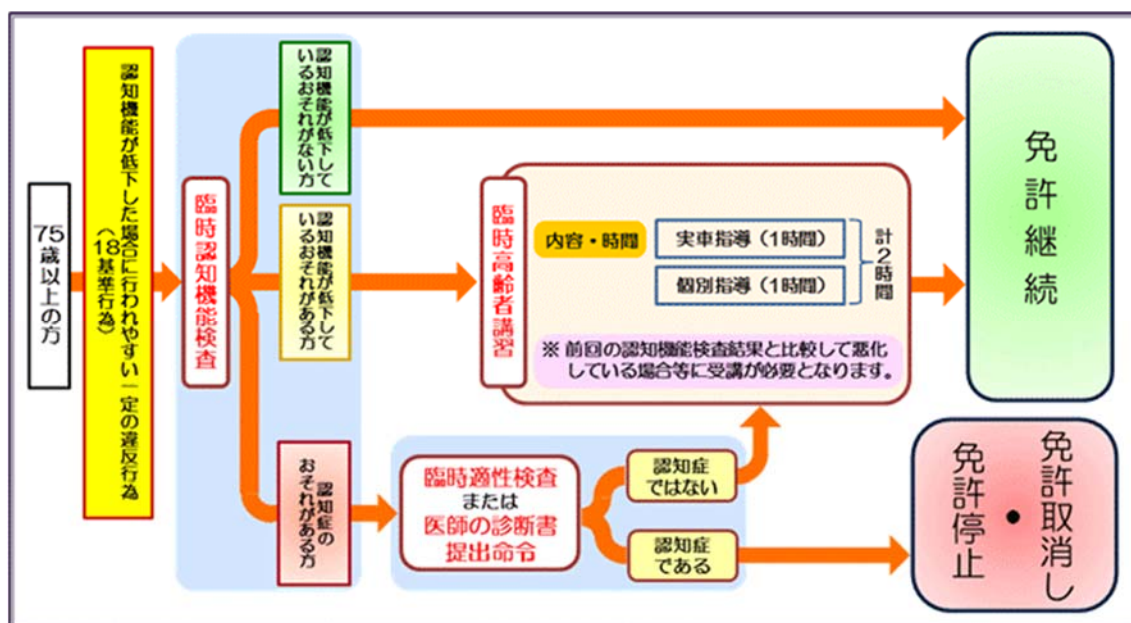 75歳以上の方
認知機能が低下した場合に行われやすい一定の違反行為
（18基準行為）
臨時認知機能検査
認知機能が低下して
いるおそれがない方
認知機能が低下して
いるおそれがある方
認知症の
おそれがある方
臨時高齢者講習
内容・時間
実車指導（1時間）
個別指導（1時間）
計2時間
※ 前回の認知機能検査結果と比較して悪化
している場合等に受講が必要となります。
臨時適性検査
または
医師の診断書
提出命令
認知症
ではない
認知症
である
免許継続
免許取消し
・
免許停止